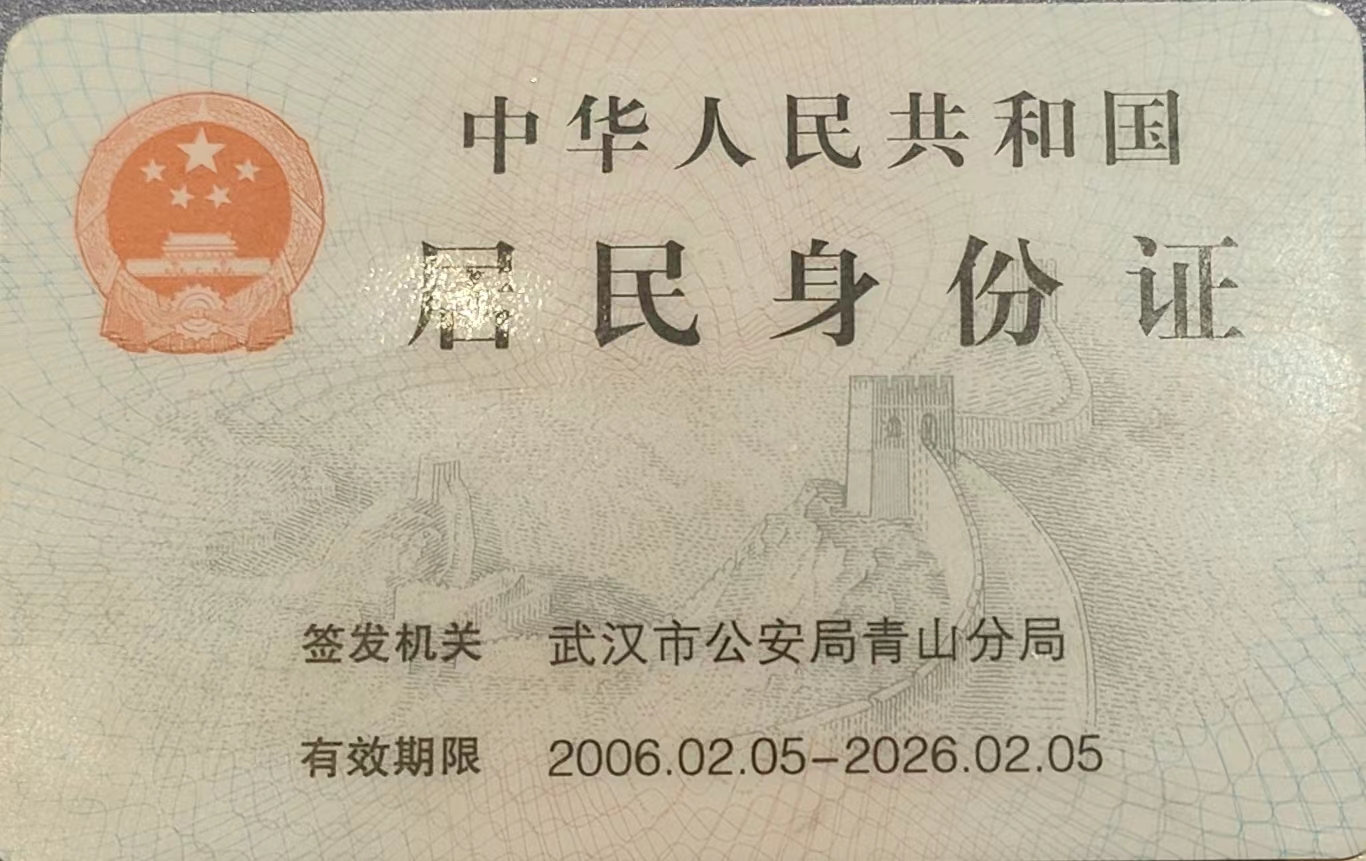 中华人民共和国
居民身份证
签发机关 武汉市公安局青山分局
有效期限 2006.02.05-2026.02.05